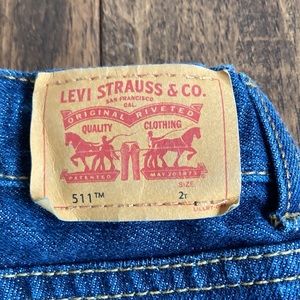 LEVI STRAUSS & CO.
SAN FRANCISCO
CAL.
ORIGINAL RIVETED
QUALITY CLOTHING
PATENTED MAY 20 1873
SIZE
511™ 2T